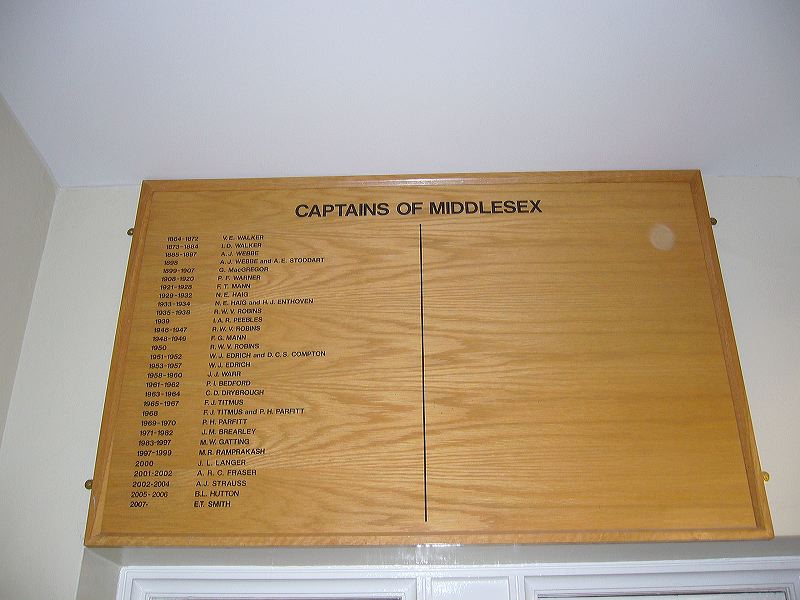 CAPTAINS OF MIDDLESEX
1864-1872 V.E. WALKER
1873-1884 I.D. WALKER
1885-1897 A.J. WEBBE
1898 A.J. WEBBE and A.E. STODDART
1899-1907 G. MacGREGOR
1908-1920 P.F. WARNER
1921-1928 F.T. MANN
1929-1932 N.E. HAIG
1933-1934 N.E. HAIG and H.J. ENTHOVEN
1935-1938 R.W.V. ROBINS
1939 I.A.R. PEEBLES
1946-1947 R.W.V. ROBINS
1948-1949 F.G. MANN
1950 R.W.V. ROBINS
1951-1952 W.J. EDRICH and D.C.S. COMPTON
1953-1957 W.J. EDRICH
1958-1960 J.J. WARR
1961-1962 P.I. BEDFORD
1963-1964 C.D. DRYBROUGH
1965-1967 F.J. TITMUS
1968 F.J. TITMUS and P.H. PARFITT
1969-1970 P.H. PARFITT
1971-1982 J.M. BREARLEY
1983-1997 M.W. GATTING
1997-1999 M.R. RAMPRAKASH
2000 J.L. LANGER
2001-2002 A.R.C. FRASER
2002-2004 A.J. STRAUSS
2005-2006 B.L. HUTTON
2007- E.T. SMITH